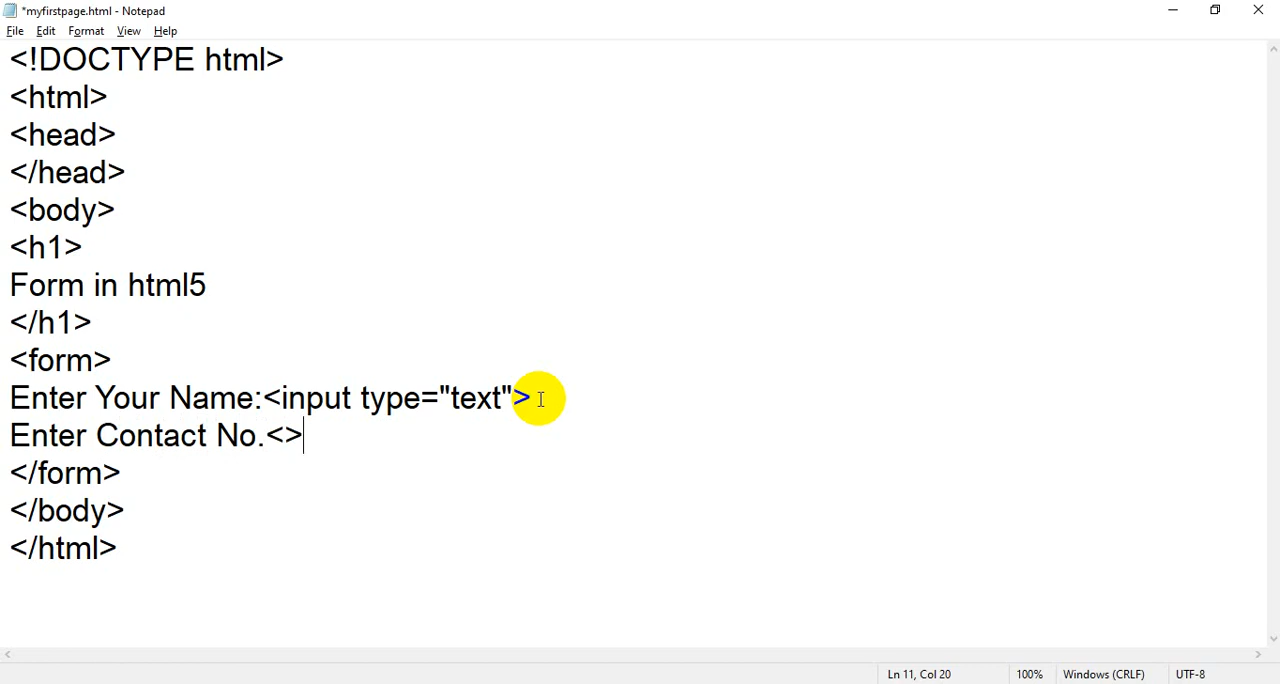 *myfirstpage.html - Notepad
File Edit Format View Help
<!DOCTYPE html>
<html>
<head>
</head>
<body>
<h1>
Form in html5
</h1>
<form>
Enter Your Name:<input type="text">
Enter Contact No.<>
</form>
</body>
</html>
Ln 11, Col 20 100% Windows (CRLF) UTF-8